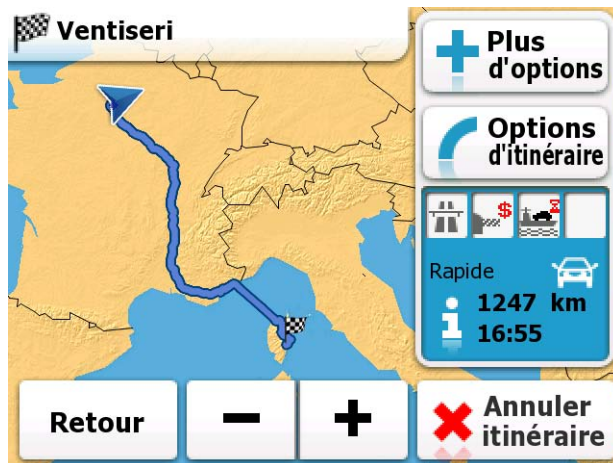 Ventiseri
Plus
d'options
Options
d'itinéraire
$
Rapide
1247 km
16:55
Retour
Annuler
itinéraire